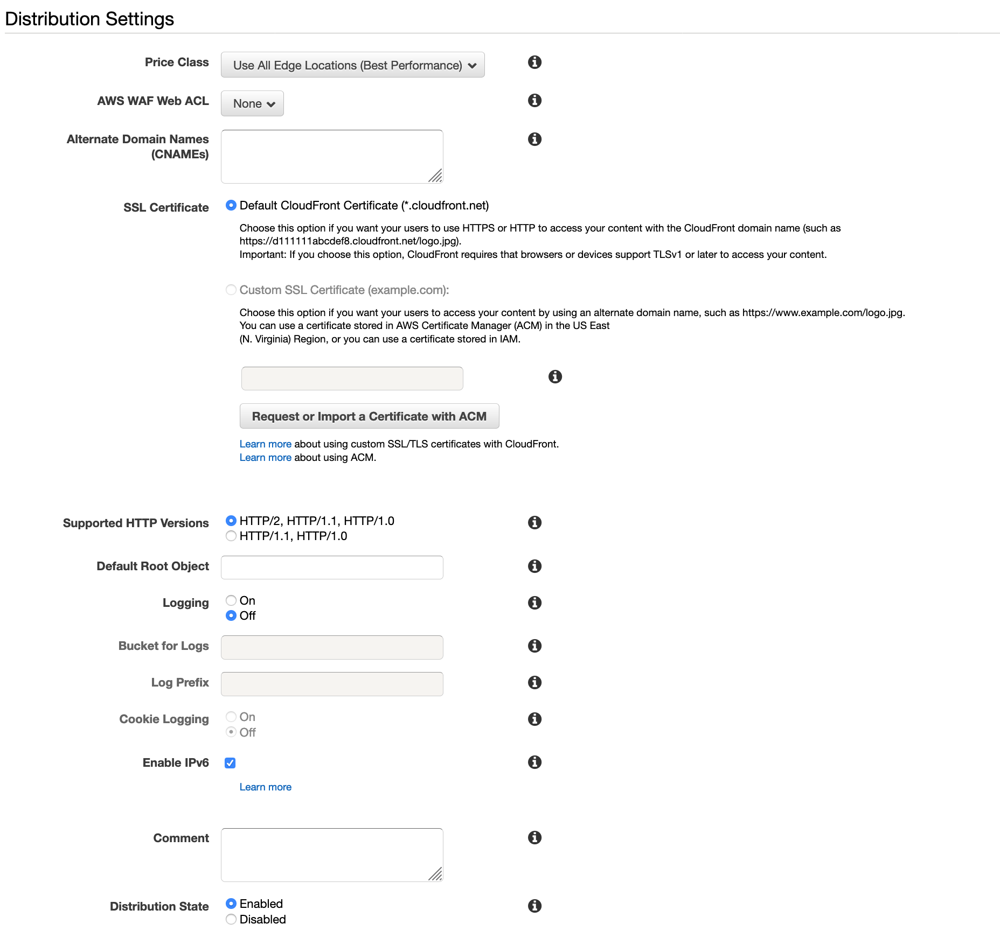 Distribution Settings
Price Class
Use All Edge Locations (Best Performance)
AWS WAF Web ACL
None
Alternate Domain Names
(CNAMEs)
SSL Certificate
Default CloudFront Certificate (*.cloudfront.net)
Choose this option if you want your users to use HTTPS or HTTP to access your content with the CloudFront domain name (such as
https://d111111abcdef8.cloudfront.net/logo.jpg).
Important: If you choose this option, CloudFront requires that browsers or devices support TLSv1 or later to access your content.
Custom SSL Certificate (example.com):
Choose this option if you want your users to access your content by using an alternate domain name, such as https://www.example.com/logo.jpg.
You can use a certificate stored in AWS Certificate Manager (ACM) in the US East
(N. Virginia) Region, or you can use a certificate stored in IAM.
Request or Import a Certificate with ACM
Learn more about using custom SSL/TLS certificates with CloudFront.
Learn more about using ACM.
Supported HTTP Versions
HTTP/2, HTTP/1.1, HTTP/1.0
HTTP/1.1, HTTP/1.0
Default Root Object
Logging
On
Off
Bucket for Logs
Log Prefix
Cookie Logging
On
Off
Enable IPv6
Learn more
Comment
Distribution State
Enabled
Disabled